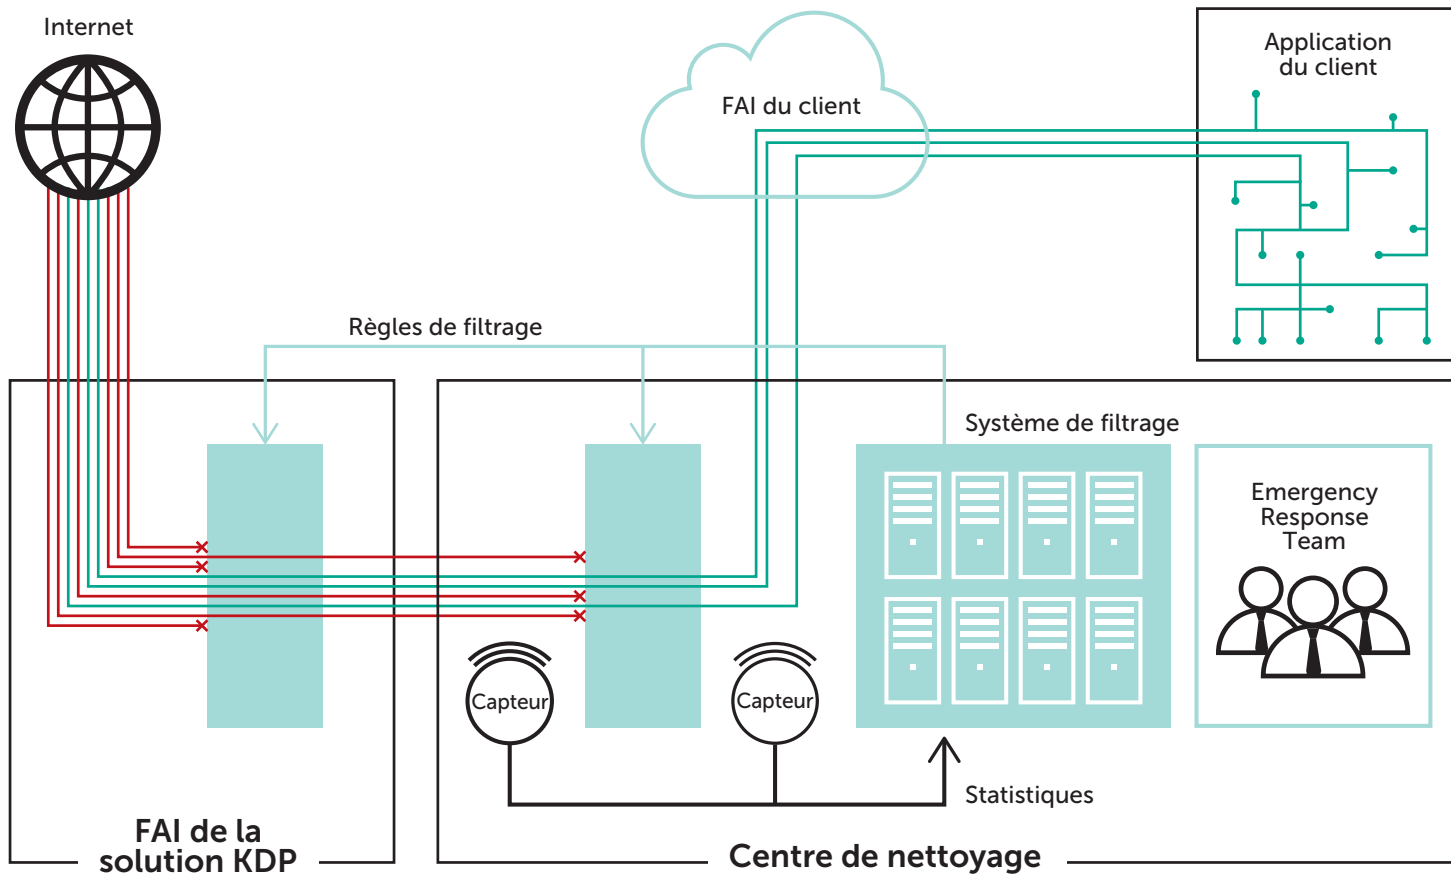 Internet
FAI du client
Application
du client
Règles de filtrage
Système de filtrage
Emergency
Response
Team
Capteur
Capteur
Statistiques
FAI de la
solution KDP
Centre de nettoyage